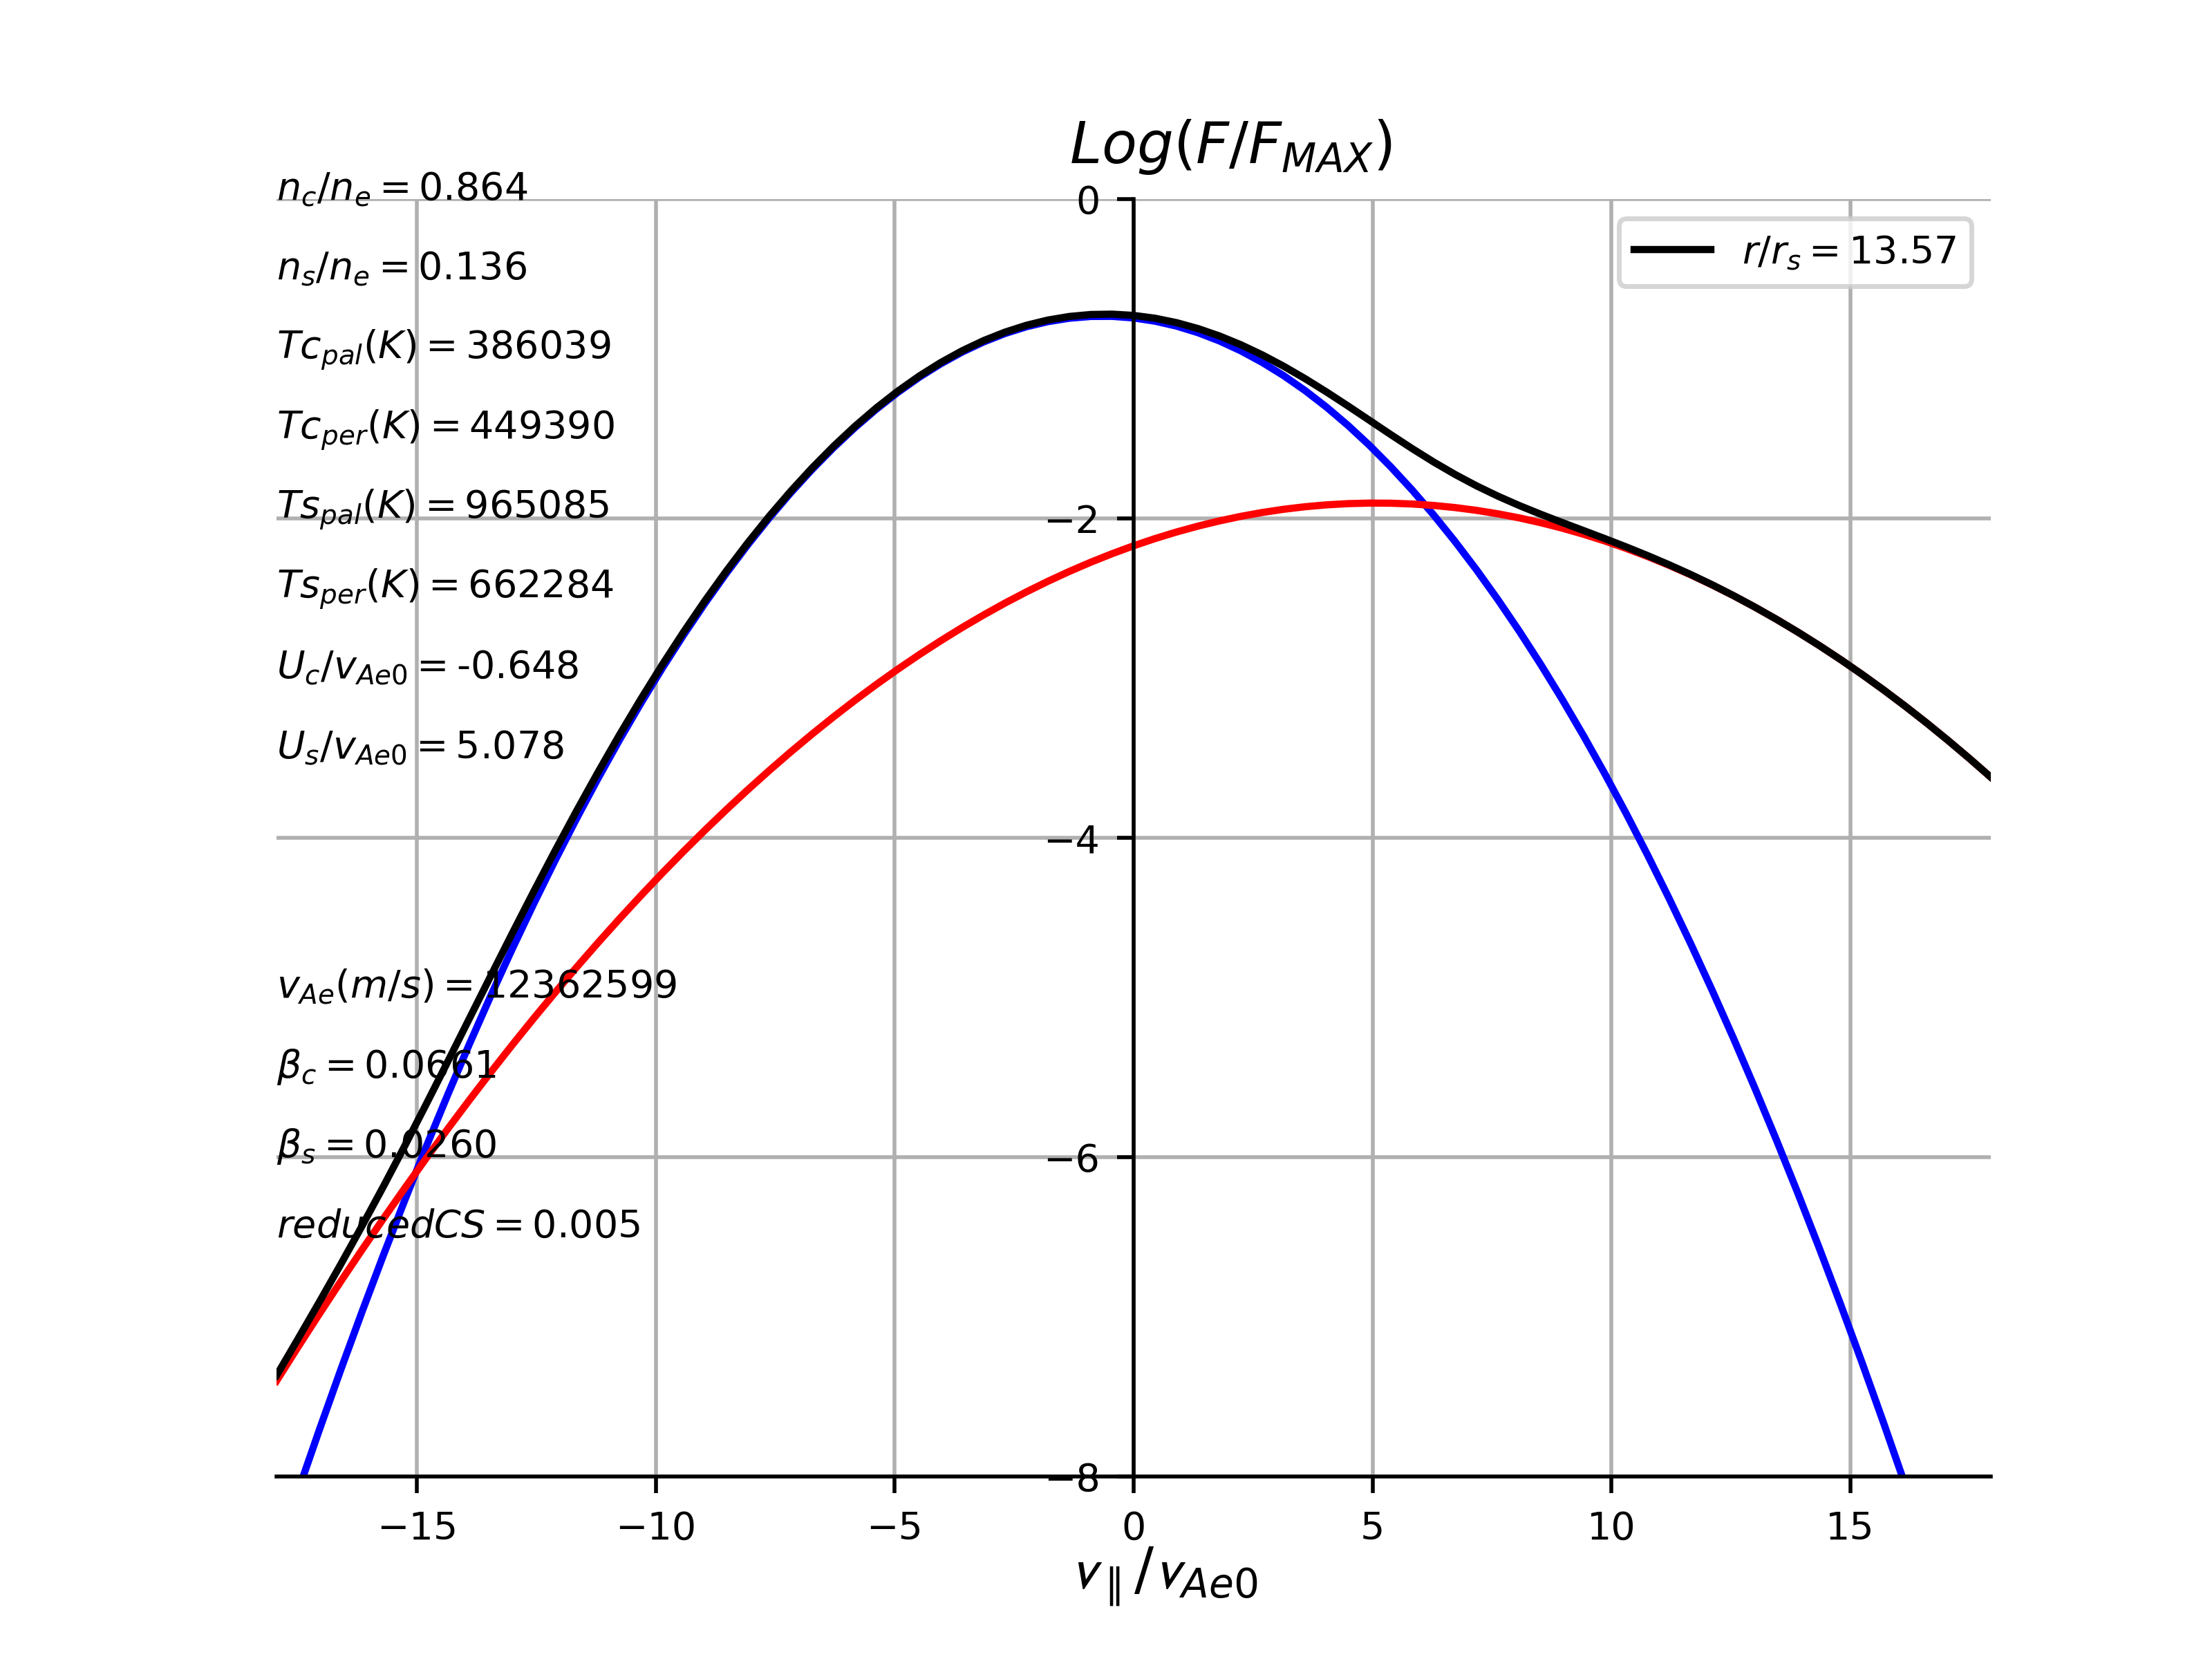 Log(F/F_MAX)
n_c/n_e = 0.864
0
r/r_s = 13.57
n_s/n_e = 0.136
Tc_pal(K) = 386039
Tc_per(K) = 449390
Ts_pal(K) = 965085
−2
Ts_per(K) = 662284
U_c/v_Ae0 = -0.648
U_s/v_Ae0 = 5.078
−4
v_Ae(m/s) = 12362599
β_c = 0.0661
β_s = 0.0260
−6
reducedCS = 0.005
−8
−15 −10 −5 0 5 10 15
v_∥/v_Ae0